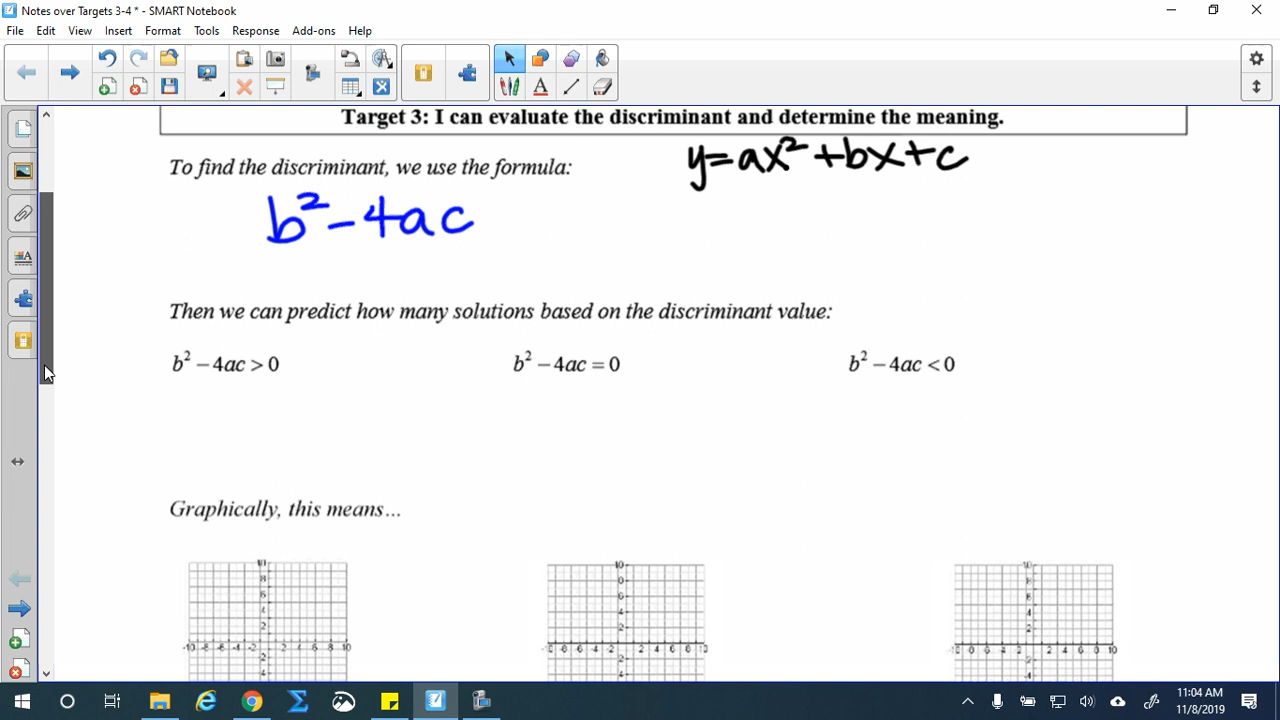 Notes over Targets 3-4 * - SMART Notebook
File Edit View Insert Format Tools Response Add-ons Help
Target 3: I can evaluate the discriminant and determine the meaning.
To find the discriminant, we use the formula:
y=ax²+bx+c
b²-4ac
Then we can predict how many solutions based on the discriminant value:
b² − 4ac > 0 b² − 4ac = 0 b² − 4ac < 0
Graphically, this means…
11:04 AM
11/8/2019